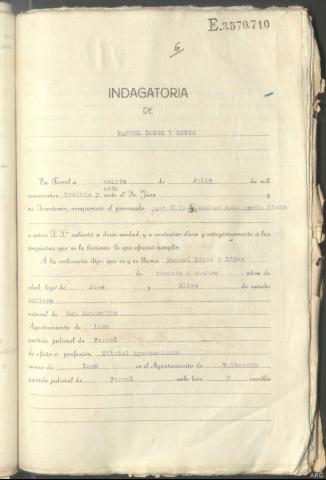 E.3.570.710
6
INDAGATORIA
DE
MANUEL LOPEZ Y LOPEZ
En Ferrol a veinte de Julio de mil
ocho
novecientos treinta y, ante el Sr. Juez y
mi Secretario, compareció el procesado
a quien S. S.ª exhortó a decir verdad, y a contestar clara y categóricamente a las
preguntas que se le hicieren lo que ofreció cumplir.
A la ordinaria dijo: que es y se llama Manuel López y López
de treinta y cuatro años de
edad, hijo de José y de estado
soltero
natural de San Saturnino
Ayuntamiento de idem
partido judicial de Ferrol
de oficio o profesión Oficial Ayuntamiento
vecino de Lago en el Ayuntamiento de Valdoviño
partido judicial de Ferrol sabe leer y escribir